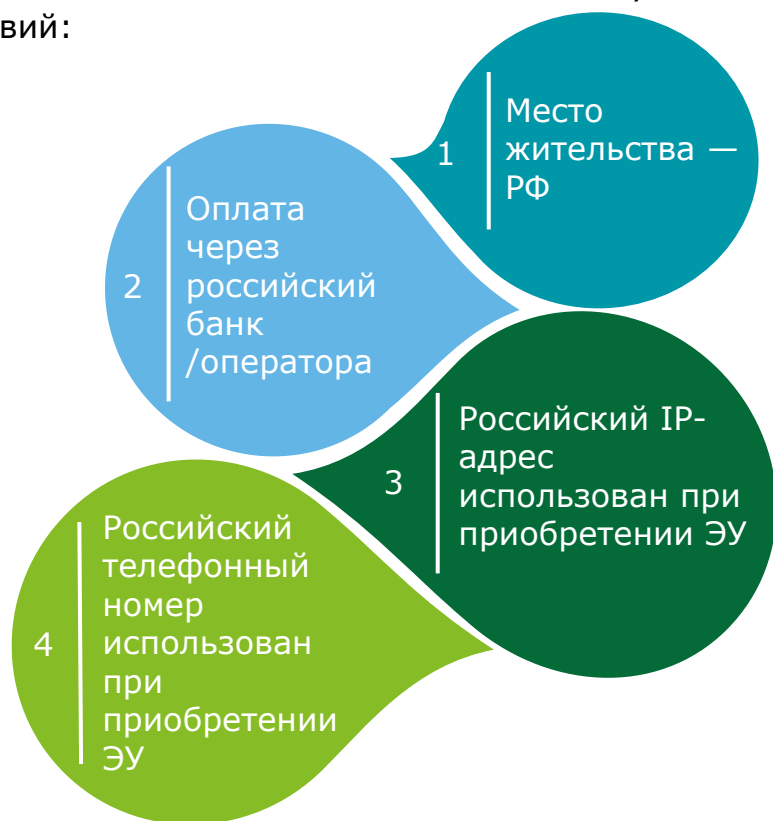 вий:
1
Место
жительства —
РФ
2
Оплата
через
российский
банк
/оператора
3
Российский IP-
адрес
использован при
приобретении ЭУ
4
Российский
телефонный
номер
использован
при
приобретении
ЭУ